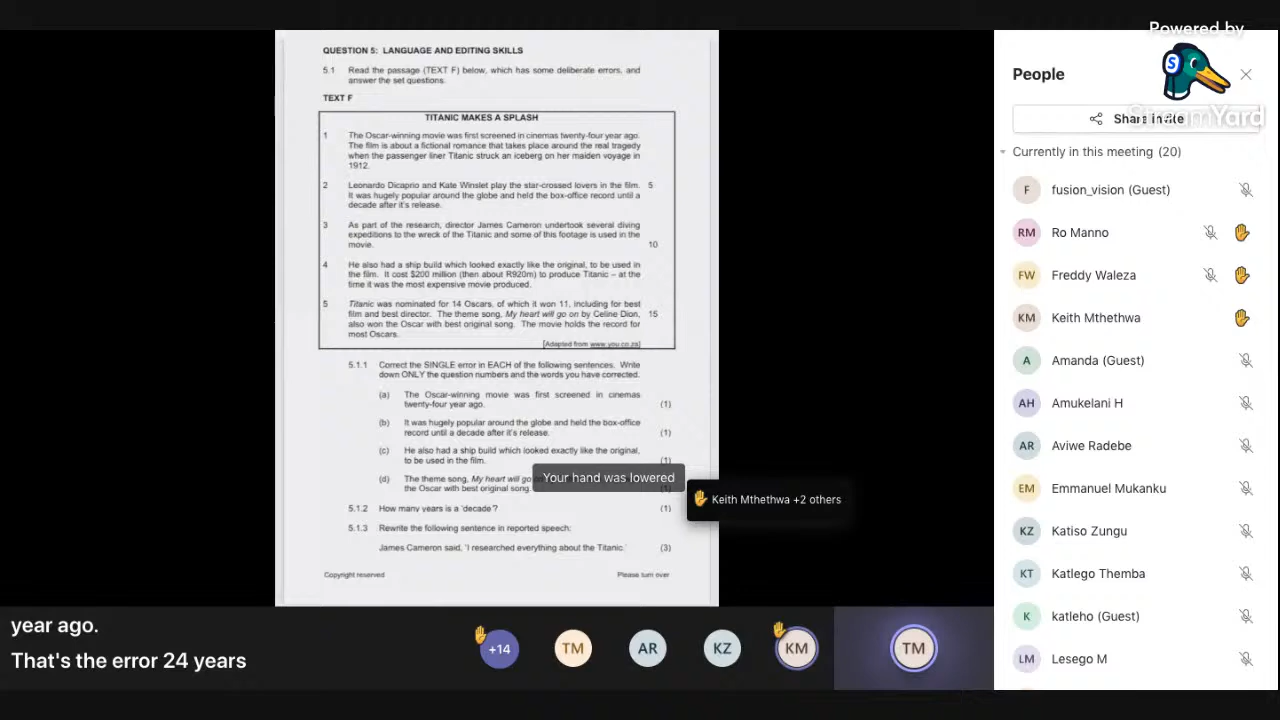 QUESTION 5: LANGUAGE AND EDITING SKILLS
5.1 Read the passage (TEXT F) below, which has some deliberate errors, and
answer the set questions.
TEXT F
TITANIC MAKES A SPLASH
1 The Oscar-winning movie was first screened in cinemas twenty-four year ago.
The film is about a fictional romance that takes place around the real tragedy
when the passenger liner Titanic struck an iceberg on her maiden voyage in
1912.
2 Leonardo Dicaprio and Kate Winslet play the star-crossed lovers in the film. 5
It was hugely popular around the globe and held the box-office record until a
decade after it's release.
3 As part of the research, director James Cameron undertook several diving
expeditions to the wreck of the Titanic and some of this footage is used in the
movie. 10
4 He also had a ship build which looked exactly like the original, to be used in
the film. It cost $200 million (then about R920m) to produce Titanic – at the
time it was the most expensive movie produced.
5 Titanic was nominated for 14 Oscars, of which it won 11, including for best
film and best director. The theme song, My heart will go on by Celine Dion, 15
also won the Oscar with best original song. The movie holds the record for
most Oscars.
[Adapted from www.you.co.za]
5.1.1 Correct the SINGLE error in EACH of the following sentences. Write
down ONLY the question numbers and the words you have corrected.
(a) The Oscar-winning movie was first screened in cinemas
twenty-four year ago. (1)
(b) It was hugely popular around the globe and held the box-office
record until a decade after it's release. (1)
(c) He also had a ship build which looked exactly like the original,
to be used in the film. (1)
(d) The theme song, My heart will go
the Oscar with best original song. (1)
5.1.2 How many years is a 'decade'? (1)
5.1.3 Rewrite the following sentence in reported speech:
James Cameron said, 'I researched everything about the Titanic.' (3)
Copyright reserved Please turn over
Your hand was lowered
Keith Mthethwa +2 others
year ago.
That's the error 24 years
+14
TM
AR
KZ
KM
TM
Powered by
StreamYard
S
People
Share invite
Currently in this meeting (20)
F fusion_vision (Guest)
RM Ro Manno
FW Freddy Waleza
KM Keith Mthethwa
A Amanda (Guest)
AH Amukelani H
AR Aviwe Radebe
EM Emmanuel Mukanku
KZ Katiso Zungu
KT Katlego Themba
K katleho (Guest)
LM Lesego M